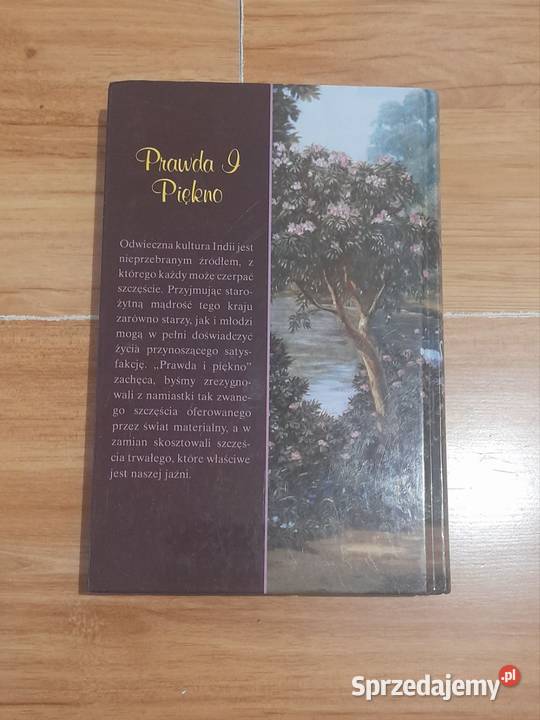 Prawda I
Piękno
Odwieczna kultura Indii jest
nieprzebranym źródłem, z
którego każdy może czerpać
szczęście. Przyjmując staro-
żytną mądrość tego kraju
zarówno starzy, jak i młodzi
mogą w pełni doświadczyć
życia przynoszącego satys-
fakcję. „Prawda i piękno”
zachęca, byśmy zrezygno-
wali z namiastki tak zwane-
go szczęścia oferowanego
przez świat materialny, a w
zamian skosztowali szczęś-
cia trwałego, które właściwe
jest naszej jaźni.
Sprzedajemy.pl